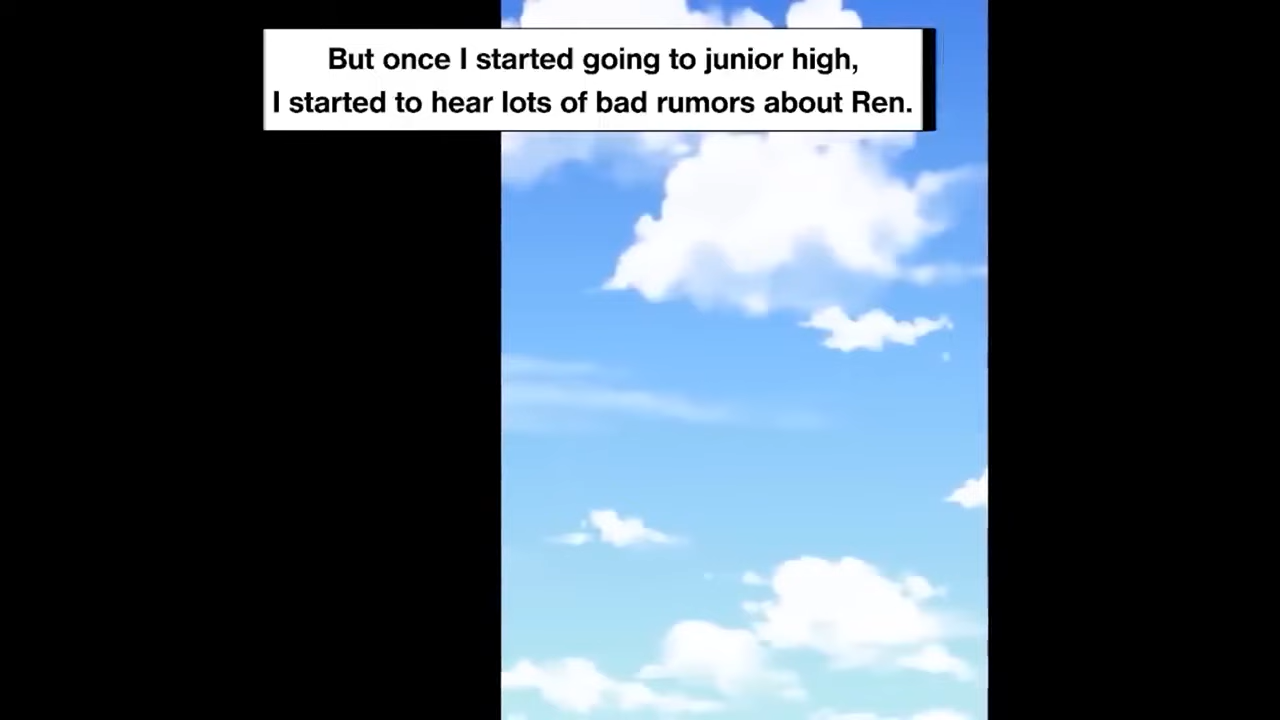 But once I started going to junior high,
I started to hear lots of bad rumors about Ren.